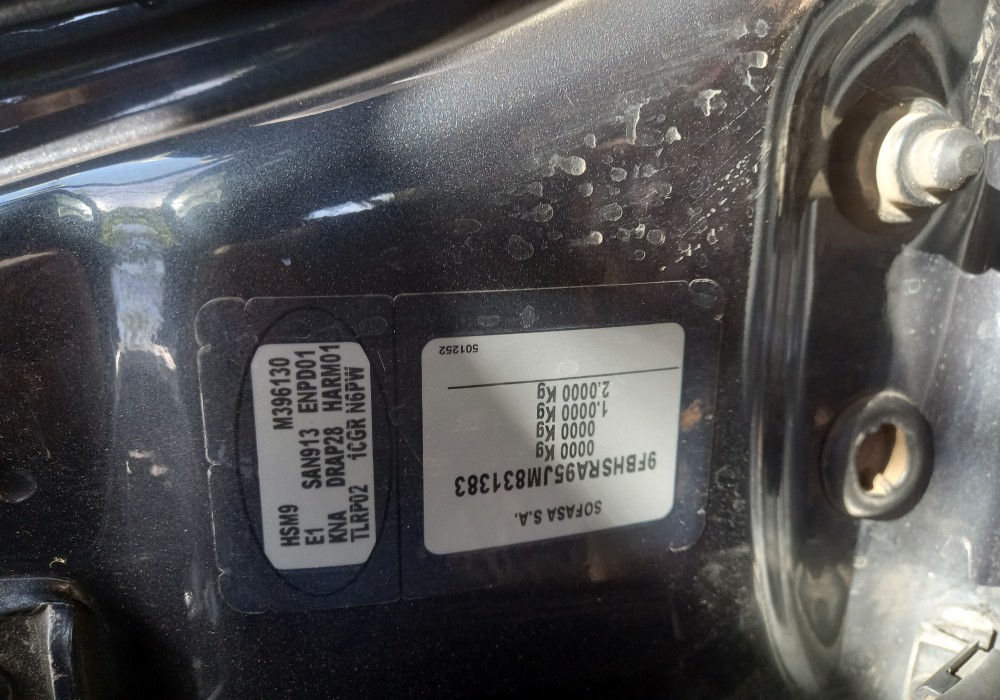 HSM9 M396130
E1 SAN913 ENPD01
KNA DRAP28 HARM01
TLRP02 1CGR N6PW
SOFASA S.A.
9FBHSRA95JM831383
0000 Kg
0000 Kg
1.0000 Kg
2.0000 Kg
501252